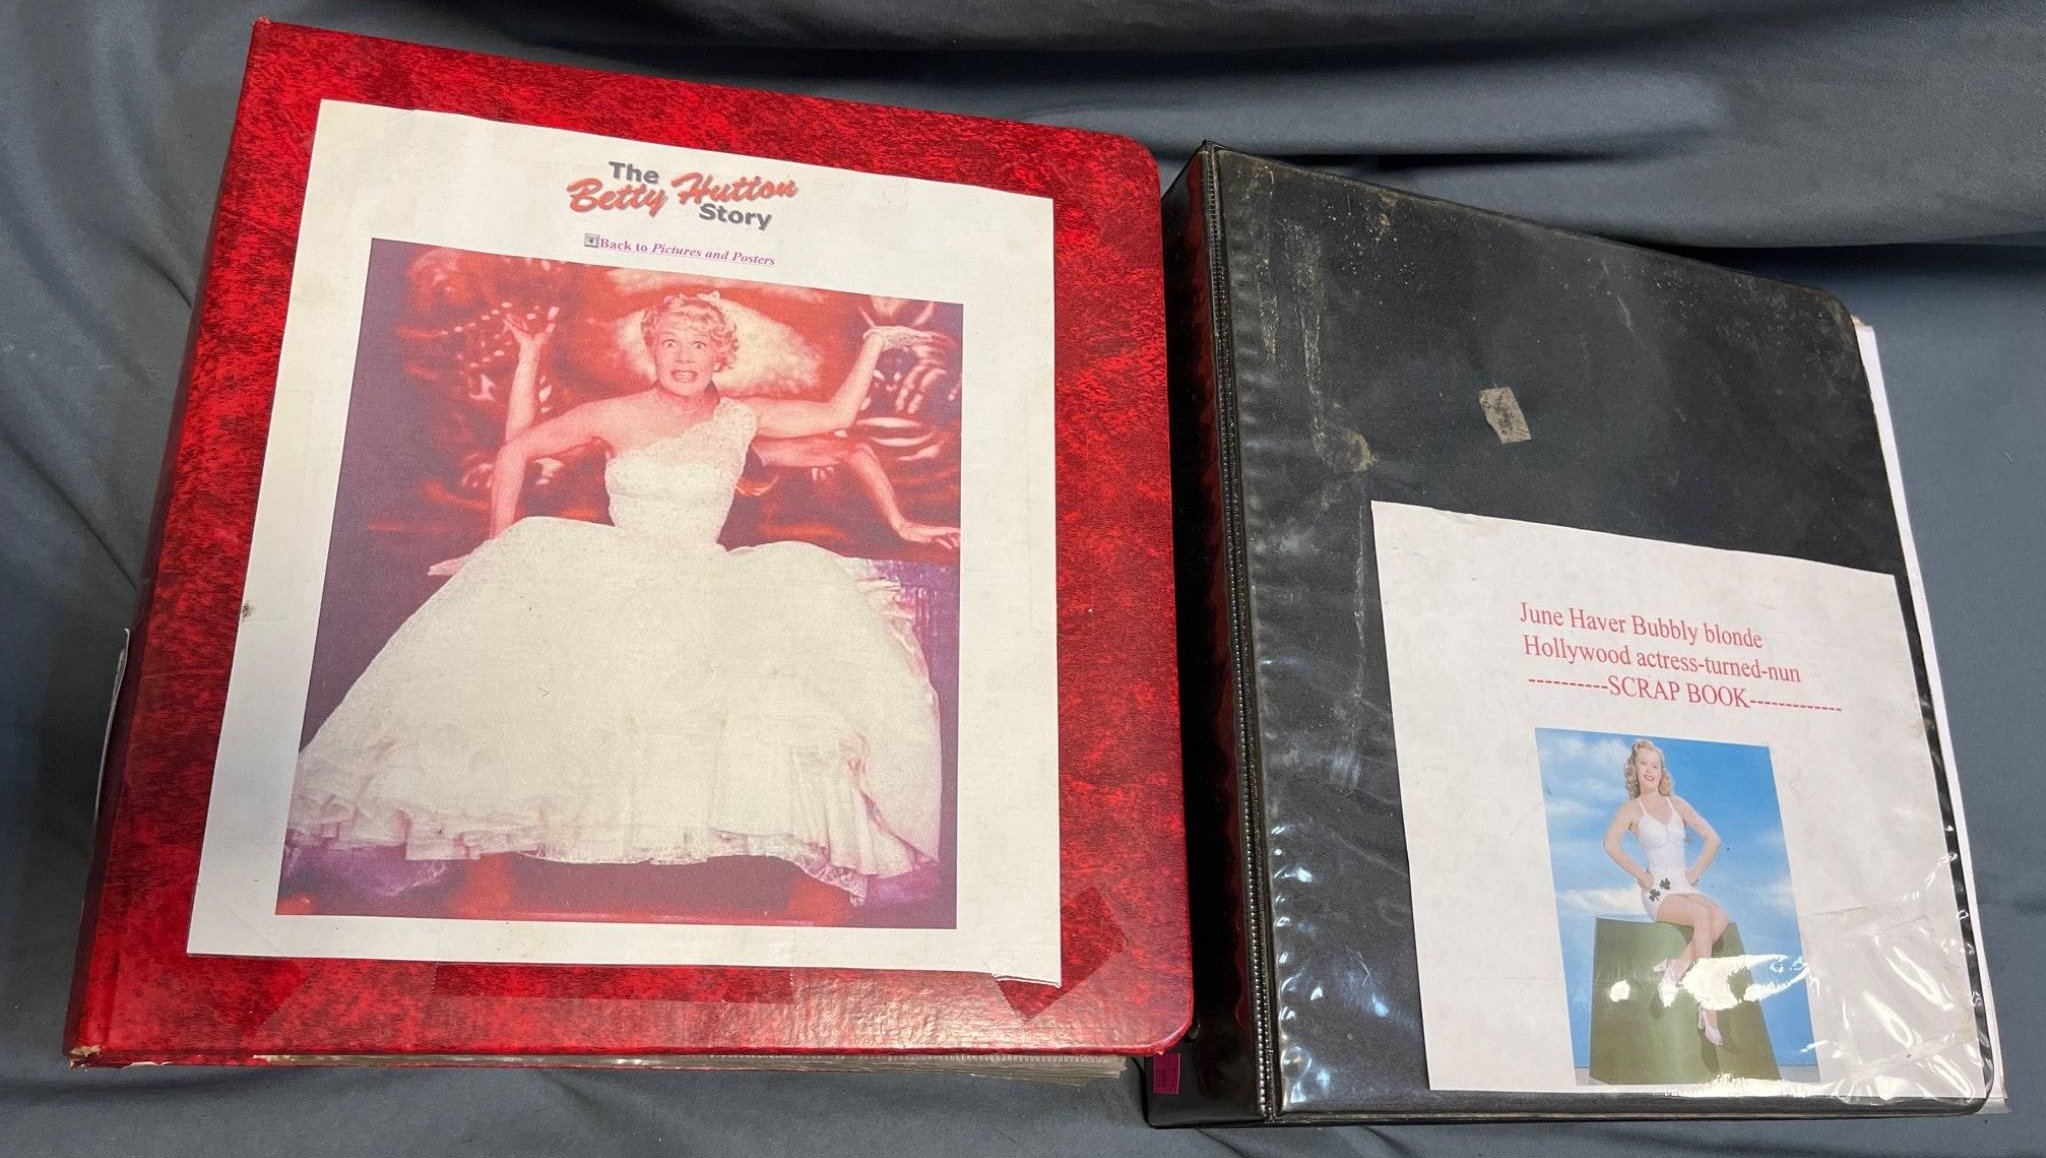 The
Betty Hutton
Story
Back to Pictures and Posters
June Haver Bubbly blonde
Hollywood actress-turned-nun
----------SCRAP BOOK-------------